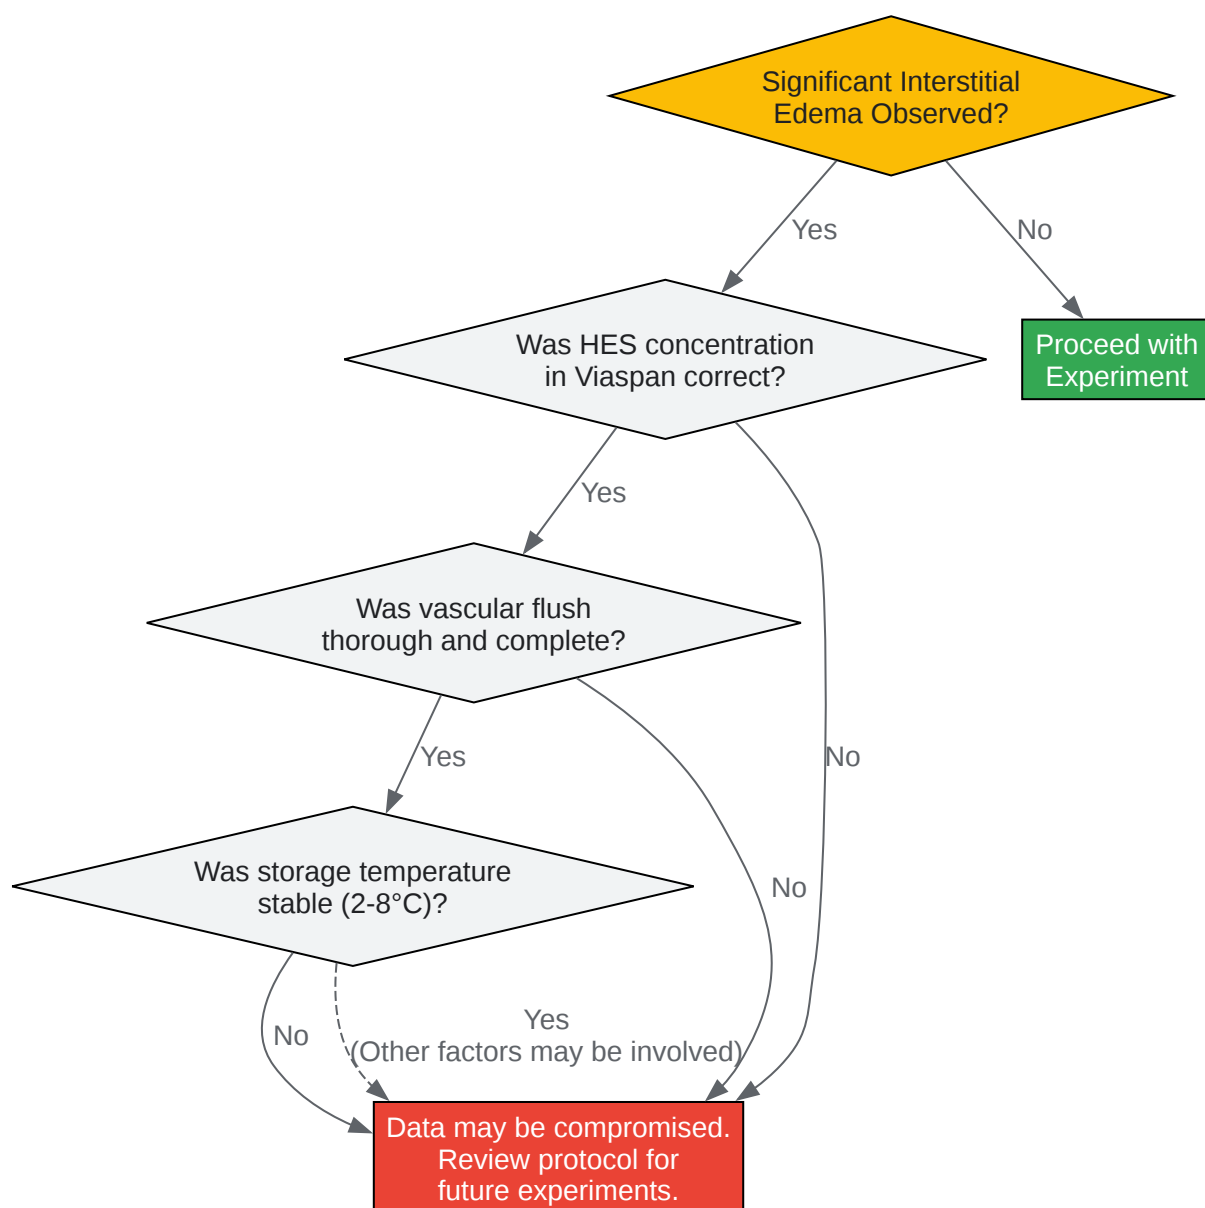 Significant Interstitial
Edema Observed?
Yes
No
Was HES concentration
in Viaspan correct?
Proceed with
Experiment
Yes
Was vascular flush
thorough and complete?
Yes
No
Was storage temperature
stable (2-8°C)?
No
No
Yes
(Other factors may be involved)
Data may be compromised.
Review protocol for
future experiments.